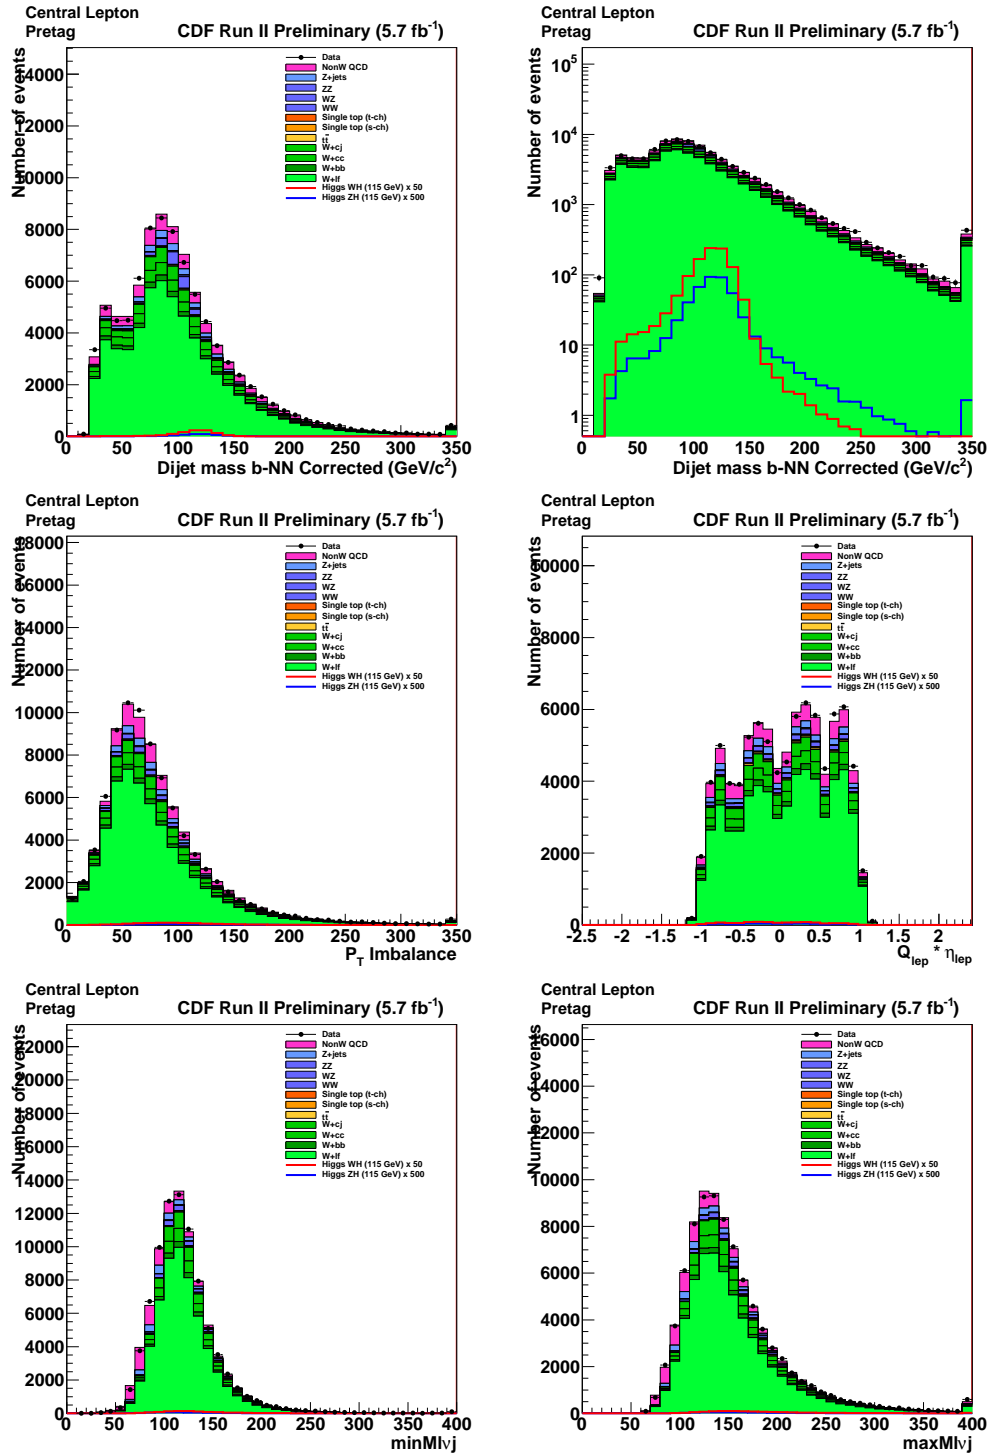 Central Lepton
Pretag
CDF Run II Preliminary (5.7 fb⁻¹)
Number of events
14000
12000
10000
8000
6000
4000
2000
0
Data
NonW QCD
Z+jets
ZZ
WZ
WW
Single top (t-ch)
Single top (s-ch)
tt̄
W+cj
W+cc
W+bb
W+lf
Higgs WH (115 GeV) x 50
Higgs ZH (115 GeV) x 500
0 50 100 150 200 250 300 350
Dijet mass b-NN Corrected (GeV/c²)
Central Lepton
Pretag
CDF Run II Preliminary (5.7 fb⁻¹)
Number of events
10⁵
10⁴
10³
10²
10
1
Data
NonW QCD
Z+jets
ZZ
WZ
WW
Single top (t-ch)
Single top (s-ch)
tt̄
W+cj
W+cc
W+bb
W+lf
Higgs WH (115 GeV) x 50
Higgs ZH (115 GeV) x 500
0 50 100 150 200 250 300 350
Dijet mass b-NN Corrected (GeV/c²)
Central Lepton
Pretag
CDF Run II Preliminary (5.7 fb⁻¹)
Number of events
18000
16000
14000
12000
10000
8000
6000
4000
2000
0
Data
NonW QCD
Z+jets
ZZ
WZ
WW
Single top (t-ch)
Single top (s-ch)
tt̄
W+cj
W+cc
W+bb
W+lf
Higgs WH (115 GeV) x 50
Higgs ZH (115 GeV) x 500
0 50 100 150 200 250 300 350
P_T Imbalance
Central Lepton
Pretag
CDF Run II Preliminary (5.7 fb⁻¹)
Number of events
10000
8000
6000
4000
2000
0
Data
NonW QCD
Z+jets
ZZ
WZ
WW
Single top (t-ch)
Single top (s-ch)
tt̄
W+cj
W+cc
W+bb
W+lf
Higgs WH (115 GeV) x 50
Higgs ZH (115 GeV) x 500
-2.5 -2 -1.5 -1 -0.5 0 0.5 1 1.5 2
Q_lep * η_lep
Central Lepton
Pretag
CDF Run II Preliminary (5.7 fb⁻¹)
Number of events
22000
20000
18000
16000
14000
12000
10000
8000
6000
4000
2000
0
Data
NonW QCD
Z+jets
ZZ
WZ
WW
Single top (t-ch)
Single top (s-ch)
tt̄
W+cj
W+cc
W+bb
W+lf
Higgs WH (115 GeV) x 50
Higgs ZH (115 GeV) x 500
0 50 100 150 200 250 300 350 400
minMlνj
Central Lepton
Pretag
CDF Run II Preliminary (5.7 fb⁻¹)
Number of events
16000
14000
12000
10000
8000
6000
4000
2000
0
Data
NonW QCD
Z+jets
ZZ
WZ
WW
Single top (t-ch)
Single top (s-ch)
tt̄
W+cj
W+cc
W+bb
W+lf
Higgs WH (115 GeV) x 50
Higgs ZH (115 GeV) x 500
0 50 100 150 200 250 300 350 400
maxMlνj